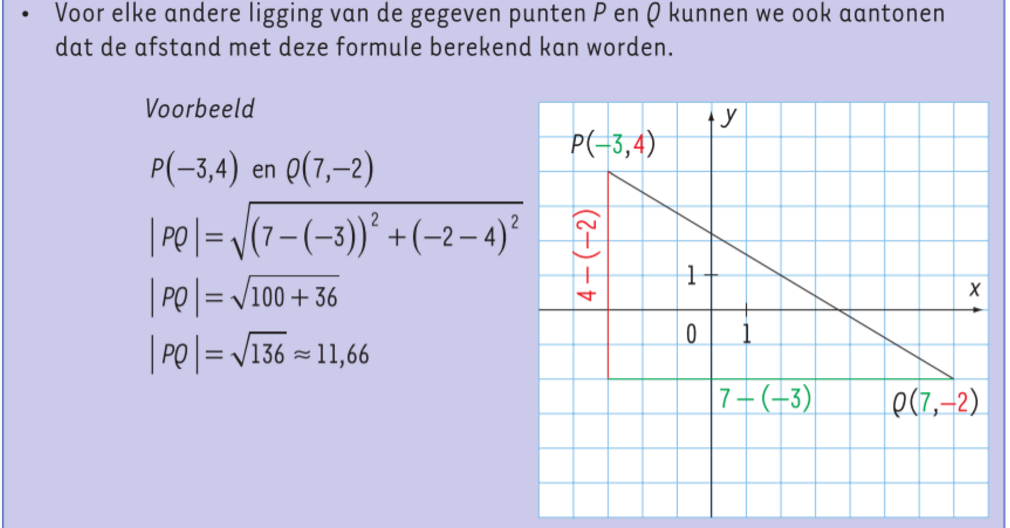 • Voor elke andere ligging van de gegeven punten P en Q kunnen we ook aantonen
dat de afstand met deze formule berekend kan worden.
Voorbeeld
P(−3,4) en Q(7,−2)
|PQ| = √((7−(−3))² + (−2−4)²)
|PQ| = √(100 + 36)
|PQ| = √136 ≈ 11,66
y
P(−3,4)
4 − (−2)
1
x
0 1
7 − (−3)
Q(7,−2)